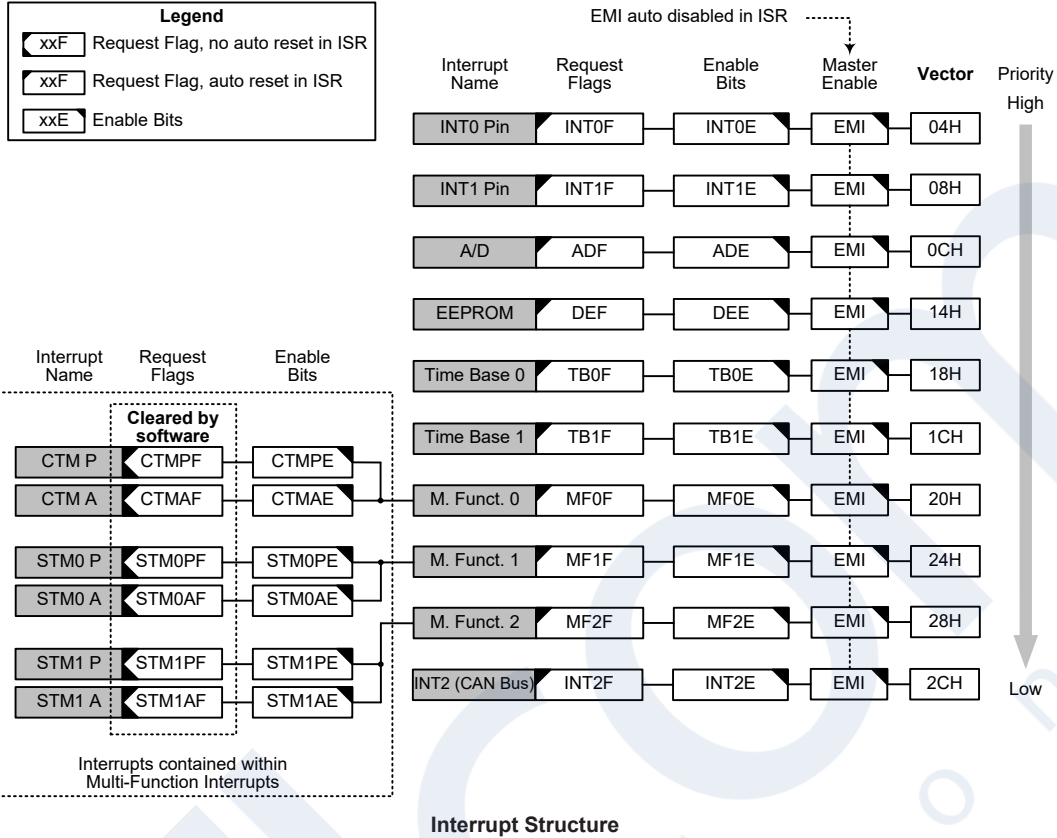 Legend
xxF Request Flag, no auto reset in ISR
xxF Request Flag, auto reset in ISR
xxE Enable Bits
EMI auto disabled in ISR
Interrupt Name Request Flags Enable Bits Master Enable Vector Priority
High
INT0 Pin INT0F INT0E EMI 04H
INT1 Pin INT1F INT1E EMI 08H
A/D ADF ADE EMI 0CH
EEPROM DEF DEE EMI 14H
Interrupt Name Request Flags Enable Bits
Time Base 0 TB0F TB0E EMI 18H
Cleared by software
Time Base 1 TB1F TB1E EMI 1CH
CTM P CTMPF CTMPE
CTM A CTMAF CTMAE M. Funct. 0 MF0F MF0E EMI 20H
STM0 P STM0PF STM0PE M. Funct. 1 MF1F MF1E EMI 24H
STM0 A STM0AF STM0AE
M. Funct. 2 MF2F MF2E EMI 28H
STM1 P STM1PF STM1PE
INT2 (CAN Bus) INT2F INT2E EMI 2CH
Low
STM1 A STM1AF STM1AE
Interrupts contained within
Multi-Function Interrupts
Interrupt Structure